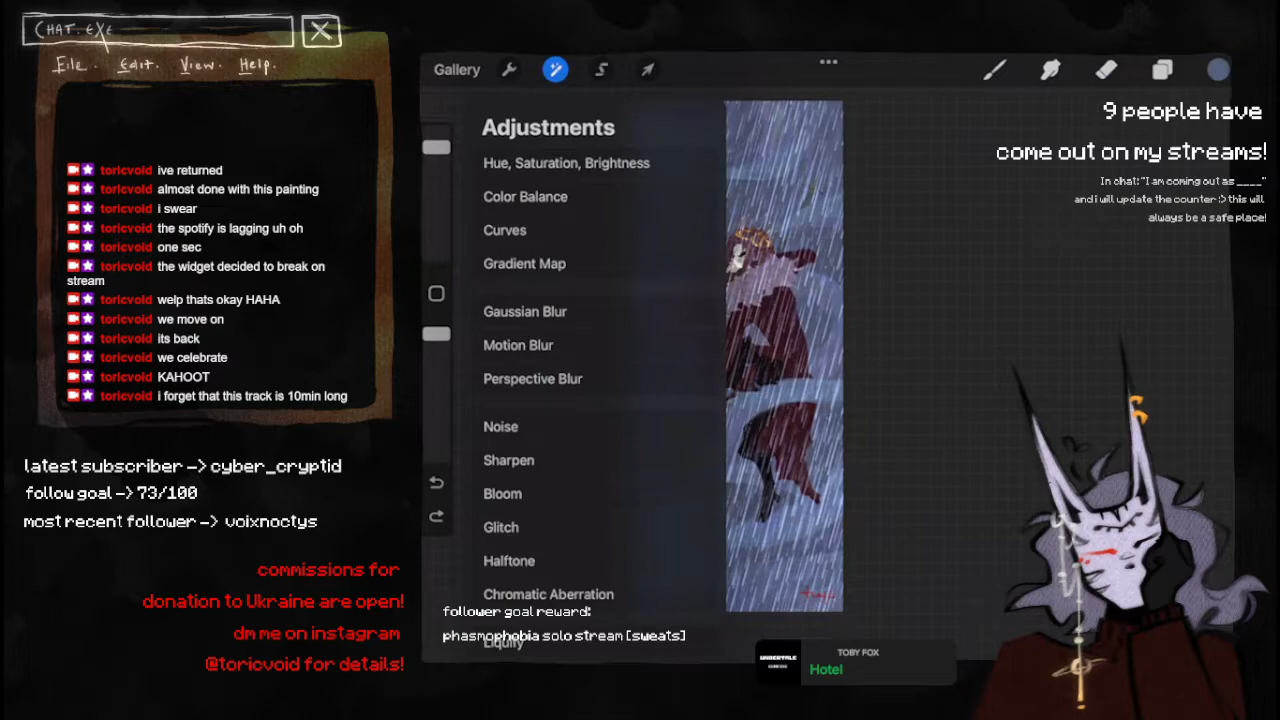 CHAT.EXE
File. Edit. View. Help.
toricvoid ive returned
toricvoid almost done with this painting
toricvoid i swear
toricvoid the spotify is lagging uh oh
toricvoid one sec
toricvoid the widget decided to break on
stream
toricvoid welp thats okay HAHA
toricvoid we move on
toricvoid its back
toricvoid we celebrate
toricvoid KAHOOT
toricvoid i forget that this track is 10min long
latest subscriber -> cyber_cryptid
follow goal -> 73/100
most recent follower -> voixnoctys
commissions for
donation to Ukraine are open!
dm me on instagram
@toricvoid for details!
Gallery
Adjustments
Hue, Saturation, Brightness
Color Balance
Curves
Gradient Map
Gaussian Blur
Motion Blur
Perspective Blur
Noise
Sharpen
Bloom
Glitch
Halftone
Chromatic Aberration
follower goal reward:
phasmophobia solo stream [sweats]
Liquify
UNDERTALE
TOBY FOX
Hotel
9 people have
come out on my streams!
In chat: "I am coming out as ____"
and i will update the counter :> this will
always be a safe place!